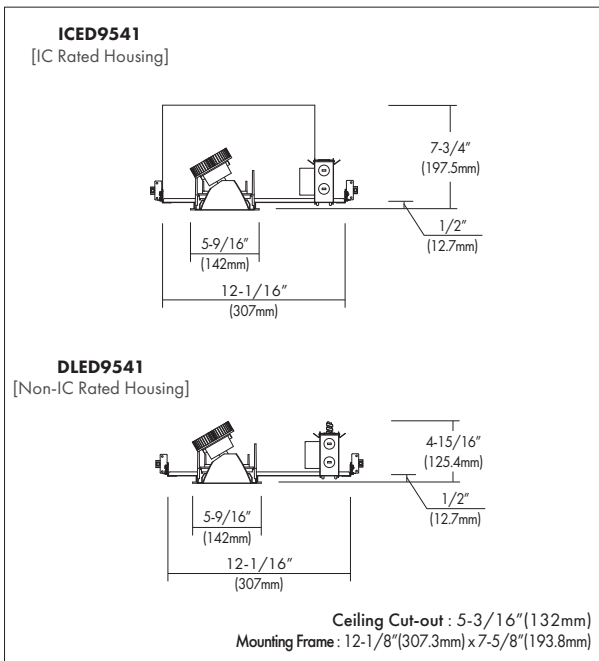 ICED9541
[IC Rated Housing]
7-3/4"
(197.5mm)
1/2"
(12.7mm)
5-9/16"
(142mm)
12-1/16"
(307mm)
DLED9541
[Non-IC Rated Housing]
4-15/16"
(125.4mm)
1/2"
(12.7mm)
5-9/16"
(142mm)
12-1/16"
(307mm)
Ceiling Cut-out : 5-3/16"(132mm)
Mounting Frame : 12-1/8"(307.3mm) x 7-5/8"(193.8mm)